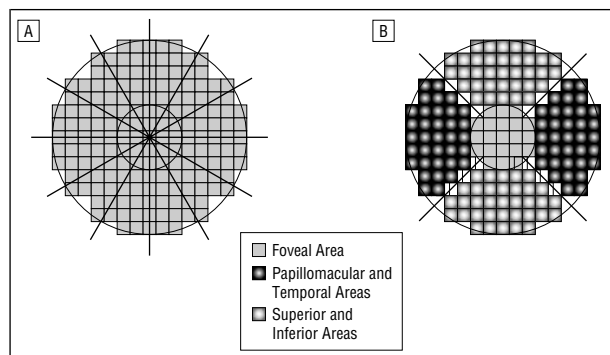 A
B
Foveal Area
Papillomacular and
Temporal Areas
Superior and
Inferior Areas